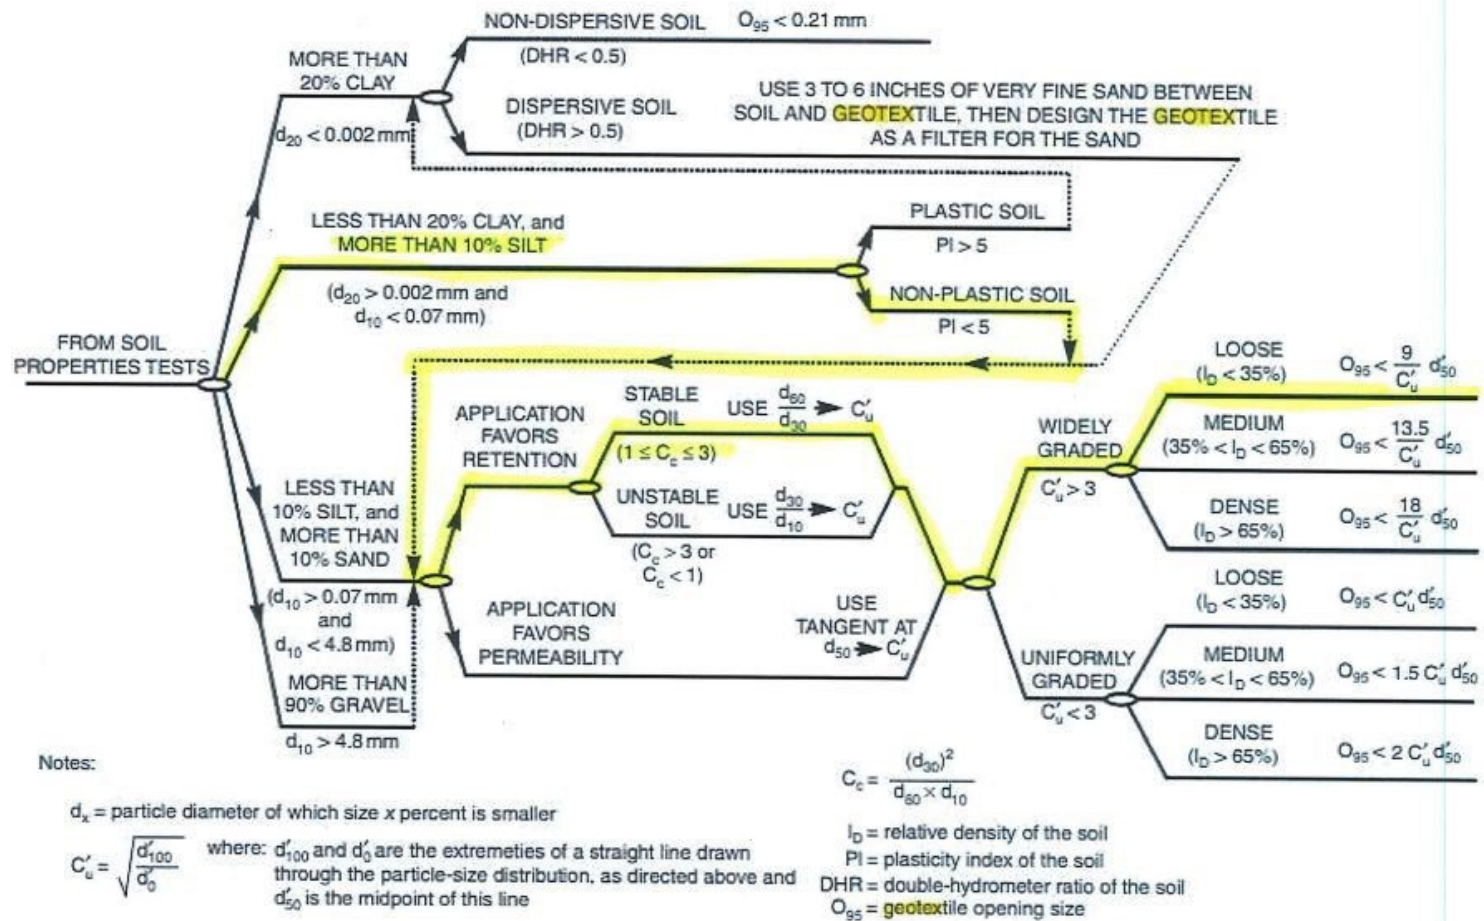 NON-DISPERSIVE SOIL O₉₅ < 0.21 mm
(DHR < 0.5)
MORE THAN
20% CLAY
d₂₀ < 0.002 mm
DISPERSIVE SOIL
(DHR > 0.5)
USE 3 TO 6 INCHES OF VERY FINE SAND BETWEEN
SOIL AND GEOTEXTILE, THEN DESIGN THE GEOTEXTILE
AS A FILTER FOR THE SAND
LESS THAN 20% CLAY, and
MORE THAN 10% SILT
(d₂₀ > 0.002 mm and
d₁₀ < 0.07 mm)
PLASTIC SOIL
PI > 5
NON-PLASTIC SOIL
PI < 5
FROM SOIL
PROPERTIES TESTS
LESS THAN
10% SILT, and
MORE THAN
10% SAND
(d₁₀ > 0.07 mm
and
d₁₀ < 4.8 mm)
MORE THAN
90% GRAVEL
d₁₀ > 4.8 mm
APPLICATION
FAVORS
RETENTION
STABLE
SOIL
USE d₆₀/d₃₀ → C′ᵤ
(1 ≤ C_c ≤ 3)
UNSTABLE
SOIL
USE d₃₀/d₁₀ → C′ᵤ
(C_c > 3 or
C_c < 1)
APPLICATION
FAVORS
PERMEABILITY
USE
TANGENT AT
d₅₀ → C′ᵤ
WIDELY
GRADED
C′ᵤ > 3
LOOSE
(I_D < 35%)
O₉₅ < 9/C′ᵤ d′₅₀
MEDIUM
(35% < I_D < 65%)
O₉₅ < 13.5/C′ᵤ d′₅₀
DENSE
(I_D > 65%)
O₉₅ < 18/C′ᵤ d′₅₀
UNIFORMLY
GRADED
C′ᵤ < 3
LOOSE
(I_D < 35%)
O₉₅ < C′ᵤ d′₅₀
MEDIUM
(35% < I_D < 65%)
O₉₅ < 1.5 C′ᵤ d′₅₀
DENSE
(I_D > 65%)
O₉₅ < 2 C′ᵤ d′₅₀
Notes:
dₓ = particle diameter of which size x percent is smaller
C′ᵤ = √(d′₁₀₀/d′₀) where: d′₁₀₀ and d′₀ are the extremeties of a straight line drawn
through the particle-size distribution, as directed above and
d′₅₀ is the midpoint of this line
C_c = (d₃₀)²/(d₆₀ × d₁₀)
I_D = relative density of the soil
PI = plasticity index of the soil
DHR = double-hydrometer ratio of the soil
O₉₅ = geotextile opening size